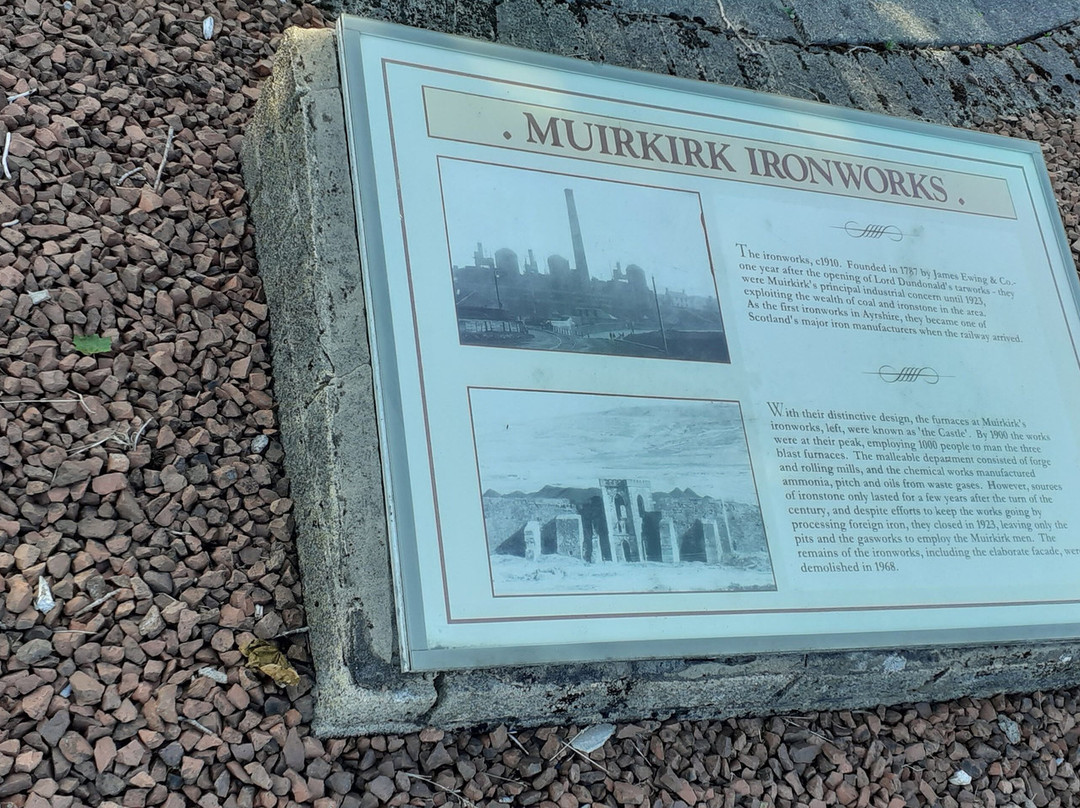 . MUIRKIRK IRONWORKS .
The ironworks, c1910. Founded in 1787 by James Ewing & Co.-
one year after the opening of Lord Dundonald's tarworks - they
were Muirkirk's principal industrial concern until 1923,
exploiting the wealth of coal and ironstone in the area.
As the first ironworks in Ayrshire, they became one of
Scotland's major iron manufacturers when the railway arrived.
With their distinctive design, the furnaces at Muirkirk's
ironworks, left, were known as 'the Castle'. By 1900 the works
were at their peak, employing 1000 people to man the three
blast furnaces. The malleable department consisted of forge
and rolling mills, and the chemical works manufactured
ammonia, pitch and oils from waste gases. However, sources
of ironstone only lasted for a few years after the turn of the
century, and despite efforts to keep the works going by
processing foreign iron, they closed in 1923, leaving only the
pits and the gasworks to employ the Muirkirk men. The
remains of the ironworks, including the elaborate facade, wer
demolished in 1968.